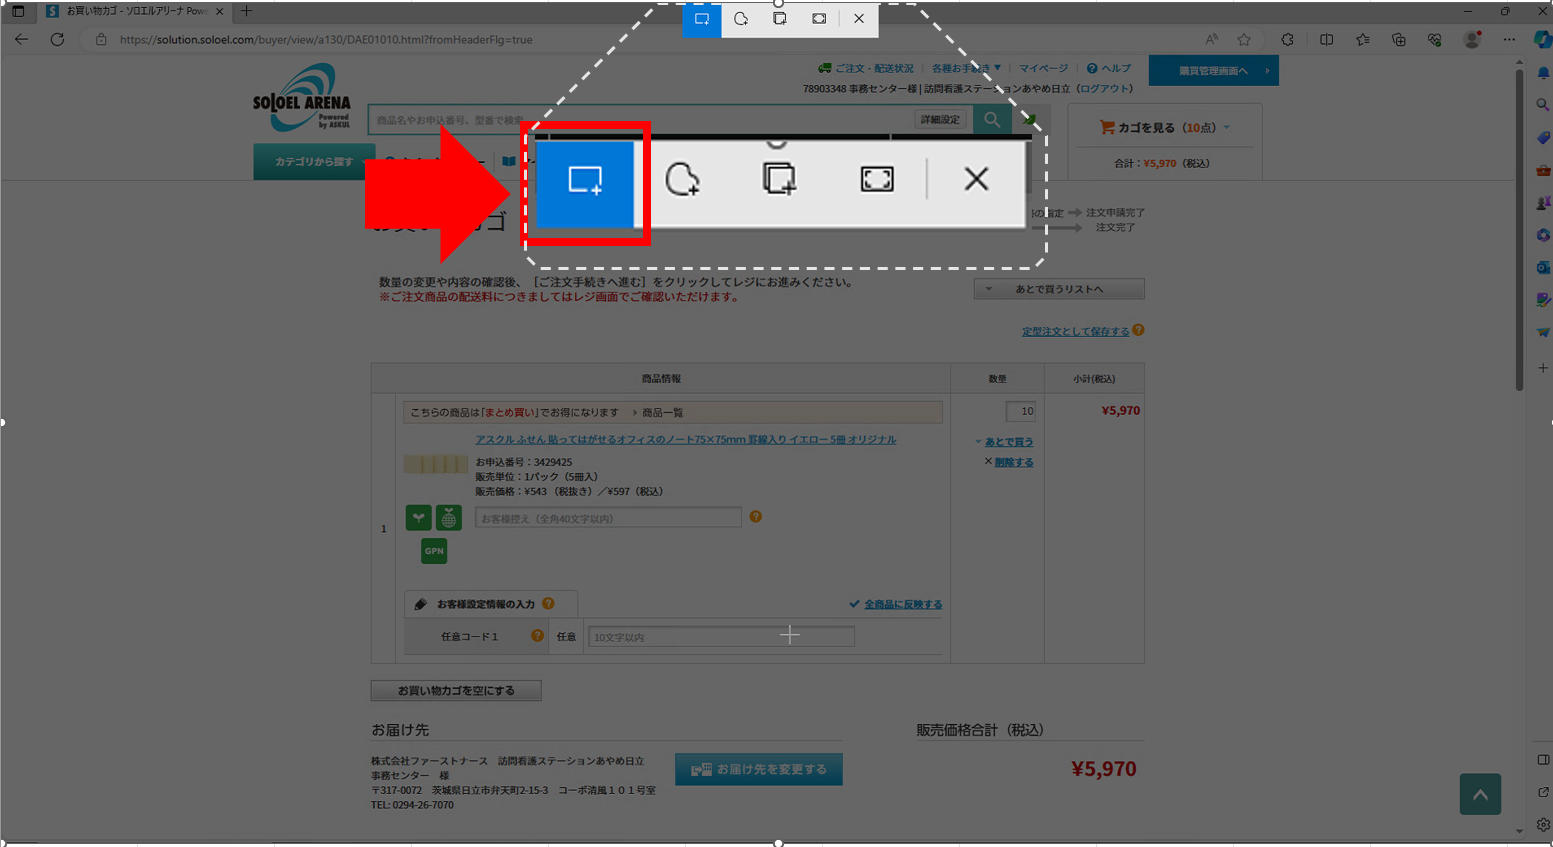 お買い物カゴ - ソロエルアリーナ Powe
https://solution.soloel.com/buyer/view/a130/DAE01010.html?fromHeaderFlg=true
ご注文・配送状況
各種お手続き
マイページ
ヘルプ
購買管理画面へ
78903348 事務センター様 | 訪問看護ステーションあやめ日立（ログアウト）
SOLOEL ARENA
Powered by ASKUL
商品名やお申込番号、型番で検索
詳細設定
カゴを見る（10点）
合計：¥5,970（税込）
カテゴリから探す
の指定
注文申請完了
注文完了
数量の変更や内容の確認後、［ご注文手続きへ進む］をクリックしてレジにお進みください。
※ご注文商品の配送料につきましてはレジ画面でご確認いただけます。
あとで買うリストへ
定型注文として保存する
商品情報
数量
小計(税込)
こちらの商品は「まとめ買い」でお得になります
商品一覧
10
¥5,970
アスクル ふせん 貼ってはがせるオフィスのノート75×75mm 罫線入り イエロー 5冊 オリジナル
あとで買う
お申込番号：3429425
削除する
販売単位：1パック（5冊入）
販売価格：¥543 （税抜き）／¥597（税込）
お客様控え（全角40文字以内）
1
GPN
お客様設定情報の入力
全商品に反映する
任意コード１
任意
10文字以内
お買い物カゴを空にする
お届け先
販売価格合計（税込）
株式会社ファーストナース　訪問看護ステーションあやめ日立
事務センター　様
お届け先を変更する
¥5,970
〒317-0072　茨城県日立市弁天町2-15-3　コーポ清風１０１号室
TEL: 0294-26-7070